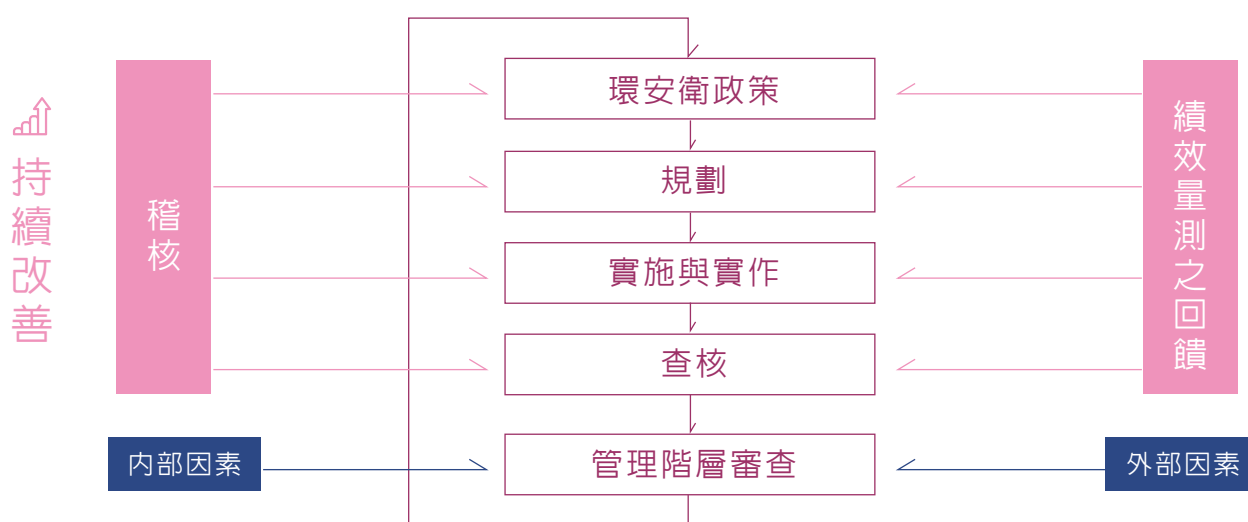 持續改善
稽核
環安衛政策
規劃
實施與實作
查核
管理階層審查
績效量測之回饋
內部因素
外部因素